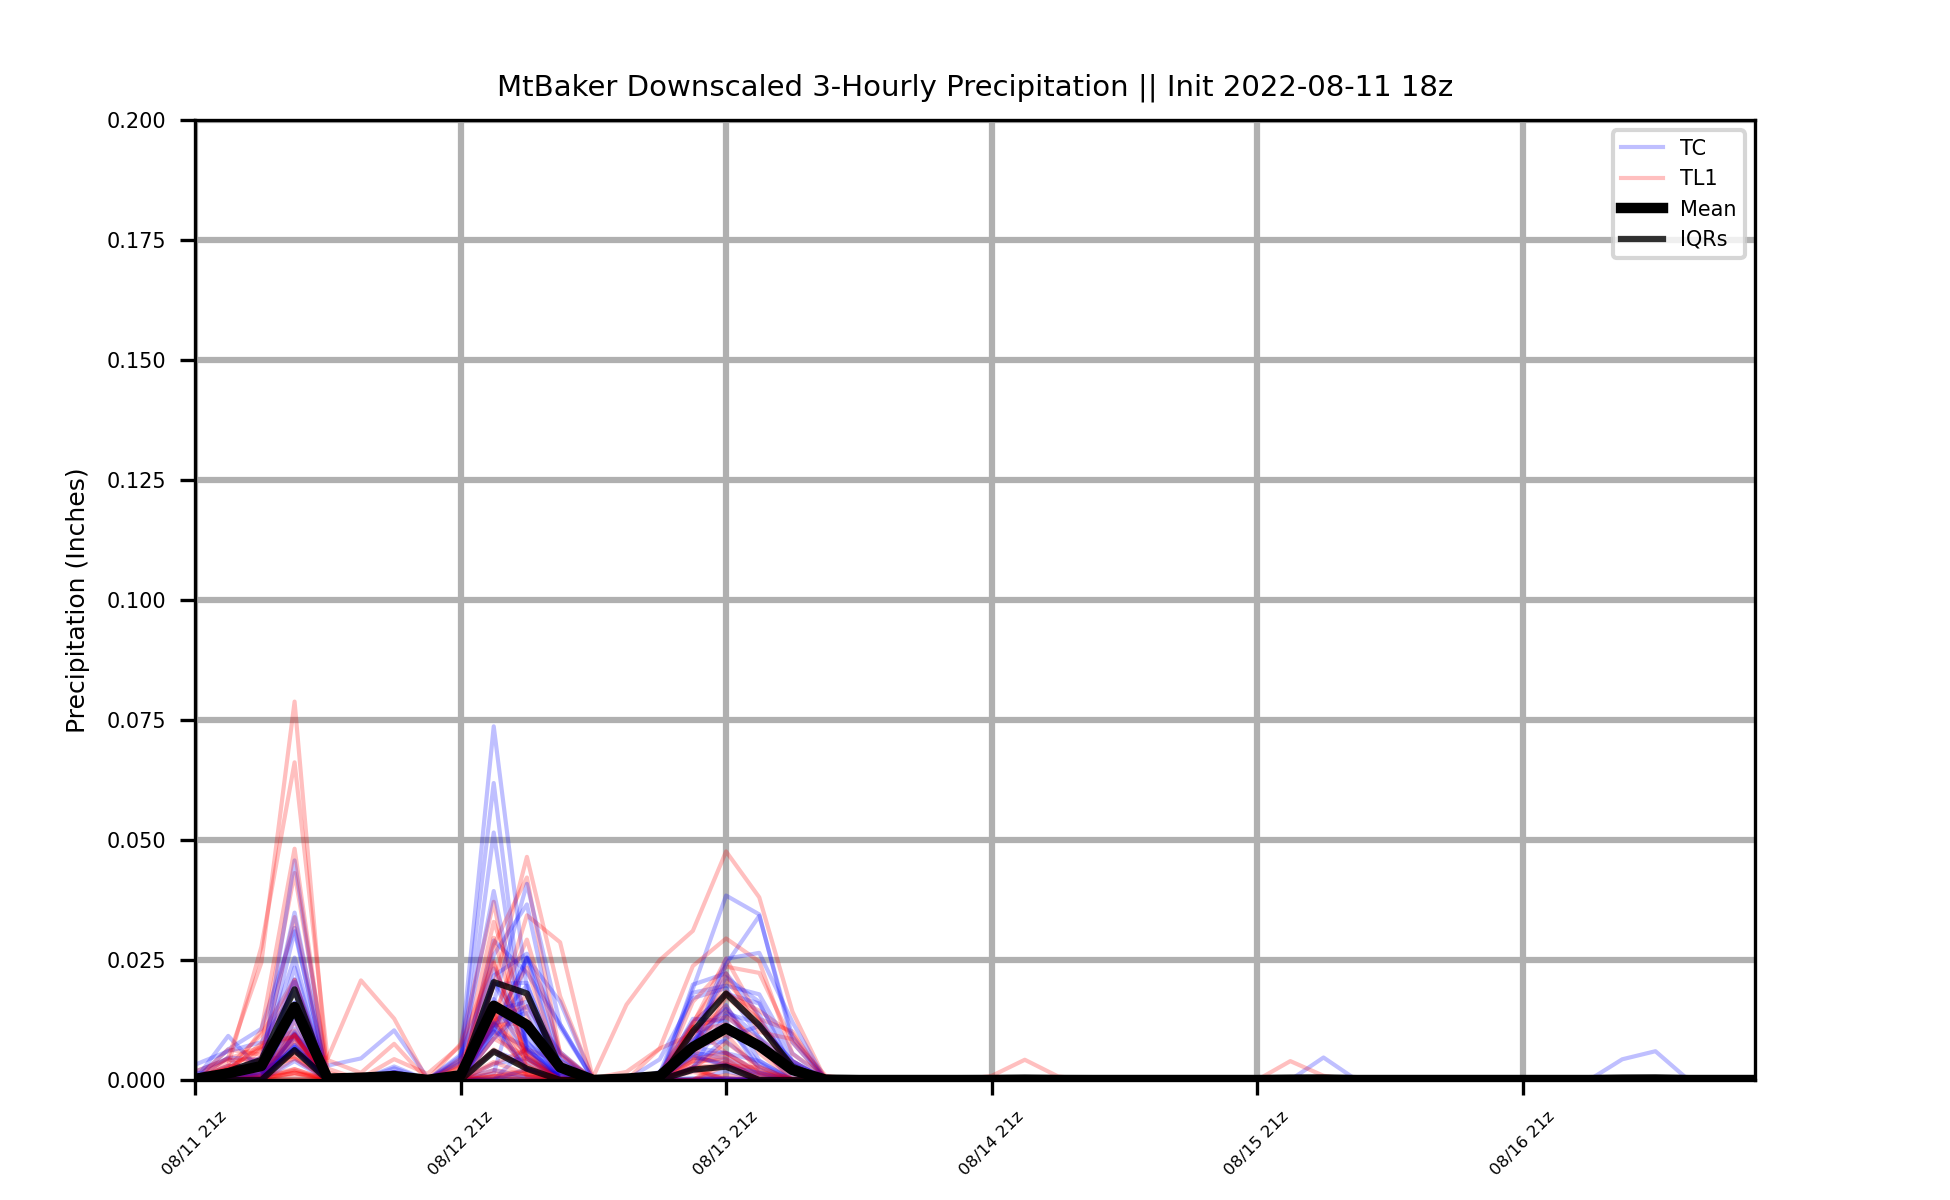 MtBaker Downscaled 3-Hourly Precipitation || Init 2022-08-11 18z
Precipitation (Inches)
0.200
0.175
0.150
0.125
0.100
0.075
0.050
0.025
0.000
TC
TL1
Mean
IQRs
08/11 21z
08/12 21z
08/13 21z
08/14 21z
08/15 21z
08/16 21z